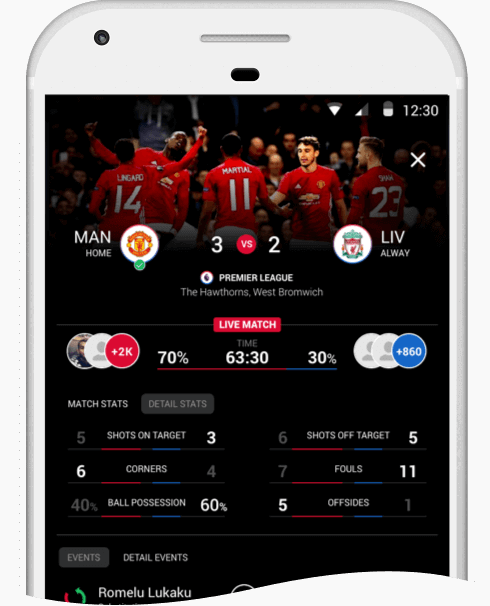 12:30
LINGARD
14
MARTIAL
11
23
MAN
HOME
3 VS 2
LIV
ALWAY
PREMIER LEAGUE
The Hawthorns, West Bromwich
LIVE MATCH
+2K
70%
TIME
63:30
30%
+860
MATCH STATS DETAIL STATS
5 SHOTS ON TARGET 3
6 SHOTS OFF TARGET 5
6 CORNERS 4
7 FOULS 11
40% BALL POSSESSION 60%
5 OFFSIDES 1
EVENTS DETAIL EVENTS
Romelu Lukaku